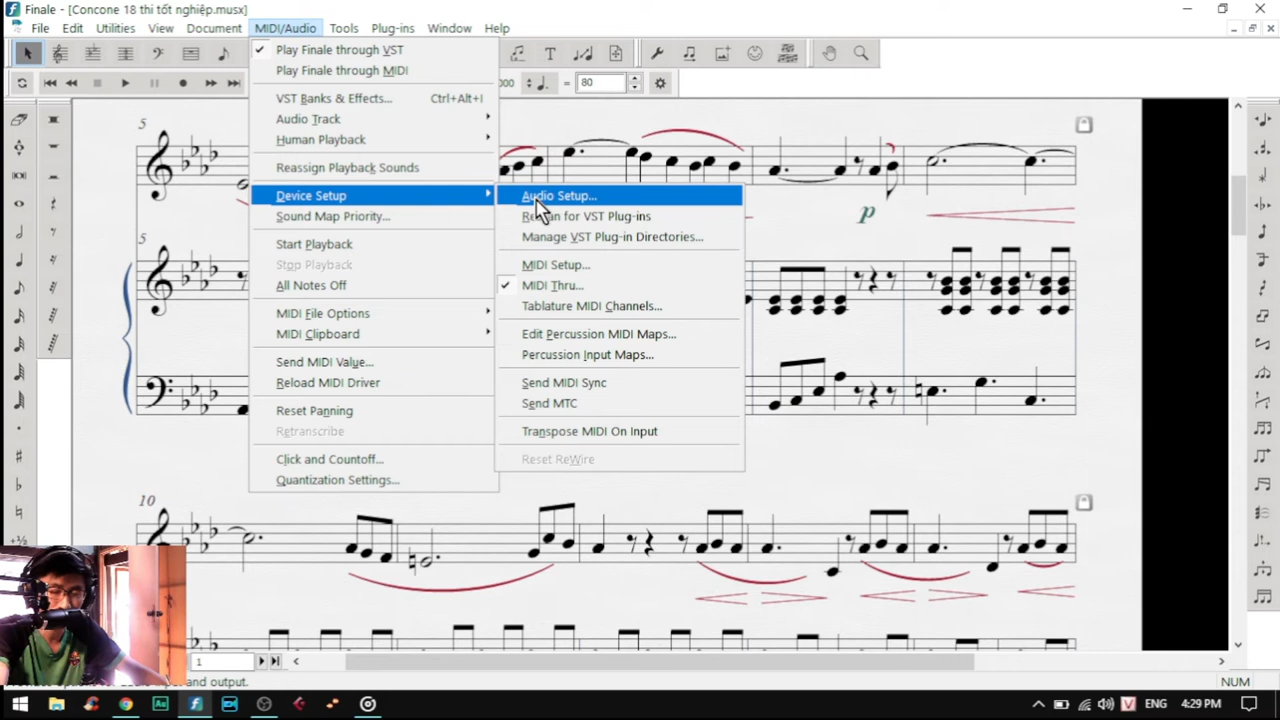 Finale - [Concone 18 thi tốt nghiệp.musx]
File Edit Utilities View Document MIDI/Audio Tools Plug-ins Window Help
Play Finale through VST
Play Finale through MIDI
VST Banks & Effects... Ctrl+Alt+I
Audio Track
Human Playback
Reassign Playback Sounds
Device Setup
Sound Map Priority...
Start Playback
Stop Playback
All Notes Off
MIDI File Options
MIDI Clipboard
Send MIDI Value...
Reload MIDI Driver
Reset Panning
Retranscribe
Click and Countoff...
Quantization Settings...
Audio Setup...
for VST Plug-ins
Manage VST Plug-in Directories...
MIDI Setup...
MIDI Thru...
Tablature MIDI Channels...
Edit Percussion MIDI Maps...
Percussion Input Maps...
Send MIDI Sync
Send MTC
Transpose MIDI On Input
Reset ReWire
000 = 80
5
p
5
10
+½
1
and output.
NUM
Ae
V ENG 4:29 PM